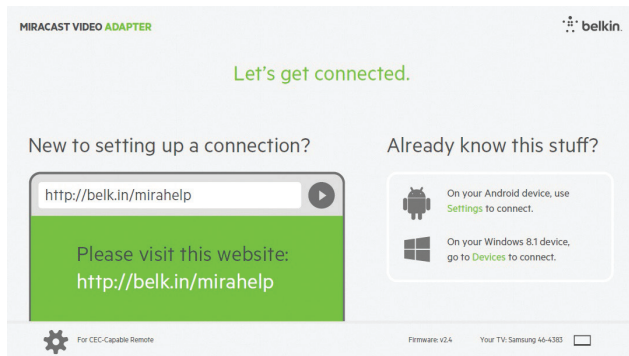 MIRACAST VIDEO ADAPTER
belkin.
Let's get connected.
New to setting up a connection?
http://belk.in/mirahelp
Please visit this website:
http://belk.in/mirahelp
Already know this stuff?
On your Android device, use
Settings to connect.
On your Windows 8.1 device,
go to Devices to connect.
For CEC-Capable Remote
Firmware: v2.4
Your TV: Samsung 46-4383